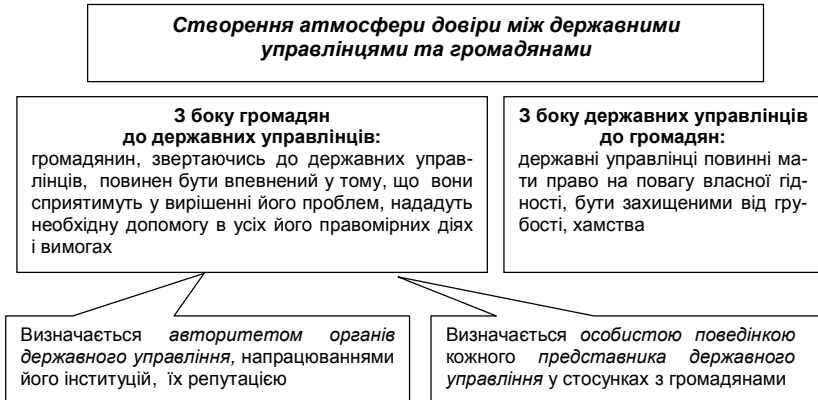 Створення атмосфери довіри між державними
управлінцями та громадянами
З боку громадян
до державних управлінців:
громадянин, звертаючись до державних управ-
лінців, повинен бути впевнений у тому, що вони
сприятимуть у вирішенні його проблем, нададуть
необхідну допомогу в усіх його правомірних діях
і вимогах
З боку державних управлінців
до громадян:
державні управлінці повинні ма-
ти право на повагу власної гід-
ності, бути захищеними від гру-
бості, хамства
Визначається авторитетом органів
державного управління, напрацюваннями
його інституцій, їх репутацією
Визначається особистою поведінкою
кожного представника державного
управління у стосунках з громадянами